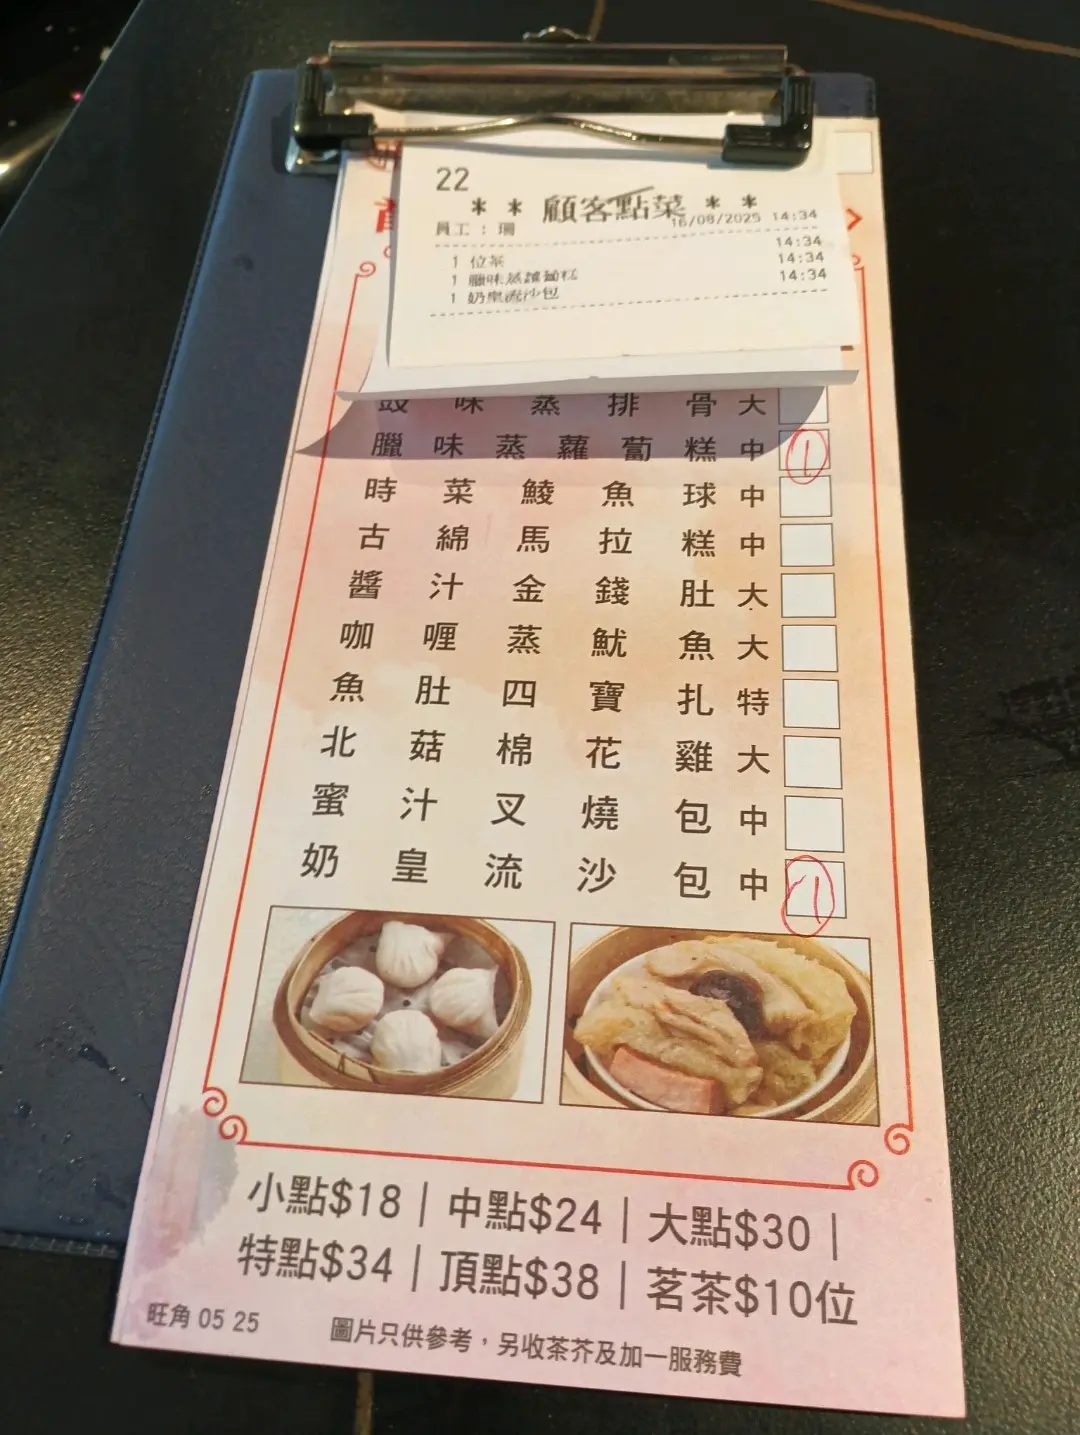 22
* * 顧客點菜 * *
員工：珊 16/08/2025 14:34
14:34
1 位茶 14:34
1 臘味蒸蘿蔔糕 14:34
1 奶皇流沙包
豉味蒸排骨 大
臘味蒸蘿蔔糕 中 1
時菜鯪魚球 中
古綿馬拉糕 中
醬汁金錢肚 大
咖喱蒸魷魚 大
魚肚四寶扎 特
北菇棉花雞 大
蜜汁叉燒包 中
奶皇流沙包 中 1
小點$18｜中點$24｜大點$30｜
特點$34｜頂點$38｜茗茶$10位
旺角 05 25
圖片只供參考，另收茶芥及加一服務費